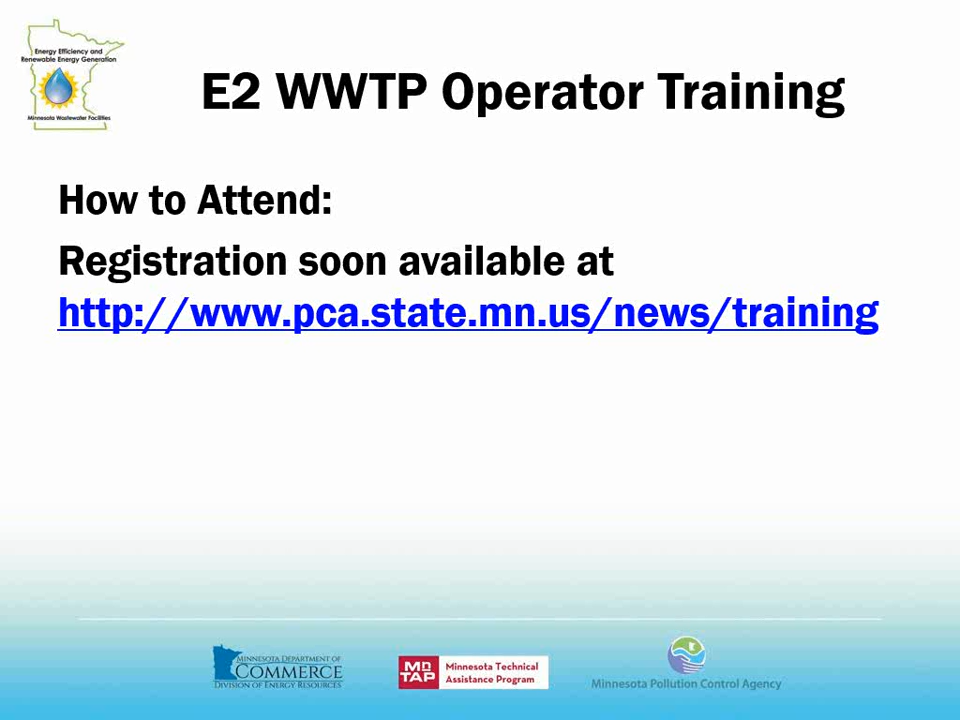 Energy Efficiency and
Renewable Energy Generation
Minnesota Wastewater Facilities
E2 WWTP Operator Training
How to Attend:
Registration soon available at
http://www.pca.state.mn.us/news/training
MINNESOTA DEPARTMENT OF
COMMERCE
DIVISION OF ENERGY RESOURCES
MN
TAP
Minnesota Technical
Assistance Program
Minnesota Pollution Control Agency